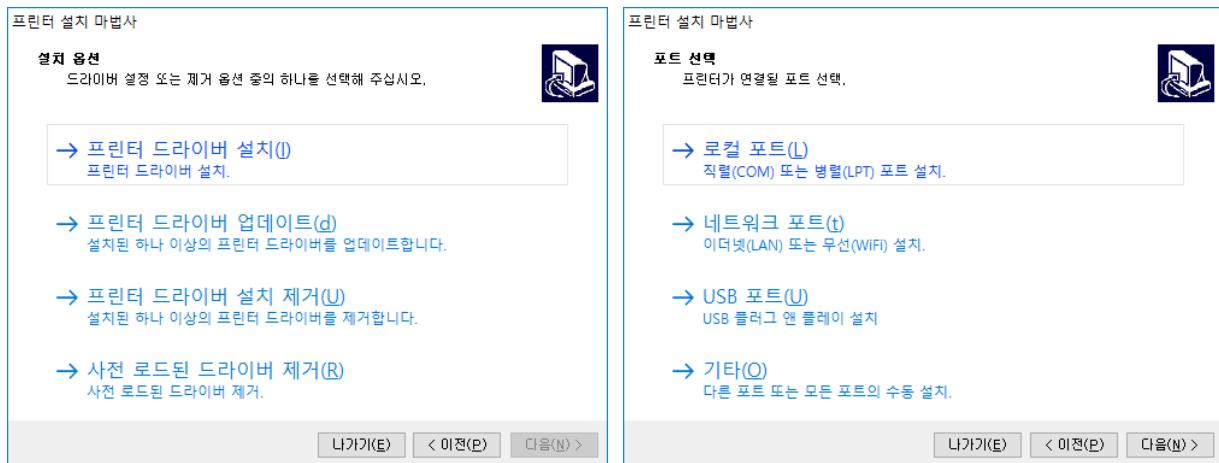 프린터 설치 마법사
설치 옵션
드라이버 설정 또는 제거 옵션 중의 하나를 선택해 주십시오.
→ 프린터 드라이버 설치(I)
프린터 드라이버 설치.
→ 프린터 드라이버 업데이트(d)
설치된 하나 이상의 프린터 드라이버를 업데이트합니다.
→ 프린터 드라이버 설치 제거(U)
설치된 하나 이상의 프린터 드라이버를 제거합니다.
→ 사전 로드된 드라이버 제거(R)
사전 로드된 드라이버 제거.
나가기(E) < 이전(P) 다음(N) >
프린터 설치 마법사
포트 선택
프린터가 연결될 포트 선택.
→ 로컬 포트(L)
직렬(COM) 또는 병렬(LPT) 포트 설치.
→ 네트워크 포트(t)
이더넷(LAN) 또는 무선(WiFi) 설치.
→ USB 포트(U)
USB 플러그 앤 플레이 설치
→ 기타(O)
다른 포트 또는 모든 포트의 수동 설치.
나가기(E) < 이전(P) 다음(N) >